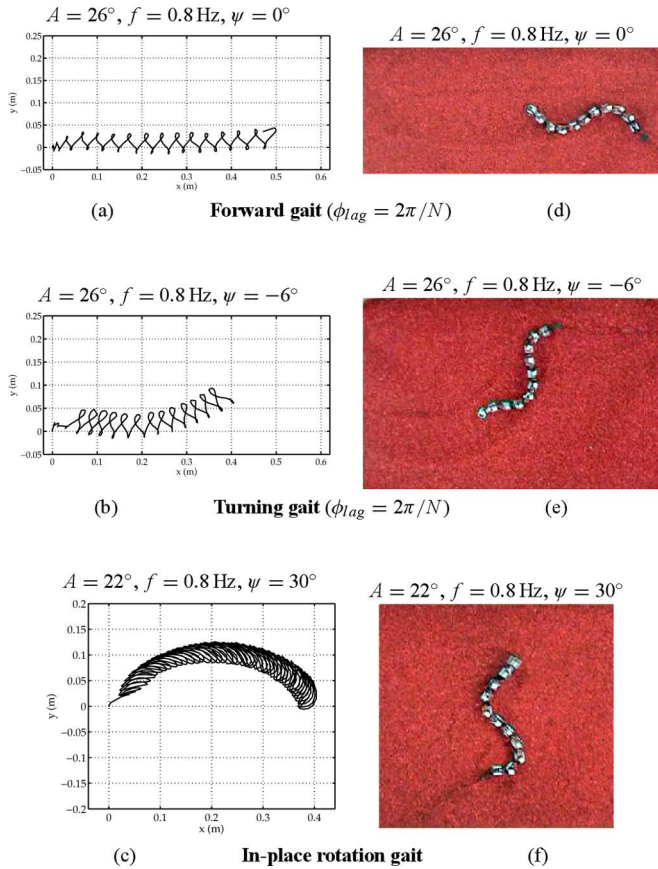 A = 26°, f = 0.8 Hz, ψ = 0°
0.25
0.2
0.15
0.1
0.05
0
−0.05
y (m)
0 0.1 0.2 0.3 0.4 0.5 0.6
x (m)
A = 26°, f = 0.8 Hz, ψ = 0°
(a) Forward gait (ϕlag = 2π/N) (d)
A = 26°, f = 0.8 Hz, ψ = −6°
0.25
0.2
0.15
0.1
0.05
0
−0.05
y (m)
0 0.1 0.2 0.3 0.4 0.5 0.6
x (m)
A = 26°, f = 0.8 Hz, ψ = −6°
(b) Turning gait (ϕlag = 2π/N) (e)
A = 22°, f = 0.8 Hz, ψ = 30°
0.2
0.15
0.1
0.05
0
−0.05
−0.1
−0.15
−0.2
y (m)
0 0.1 0.2 0.3 0.4
x (m)
A = 22°, f = 0.8 Hz, ψ = 30°
(c) In-place rotation gait (f)